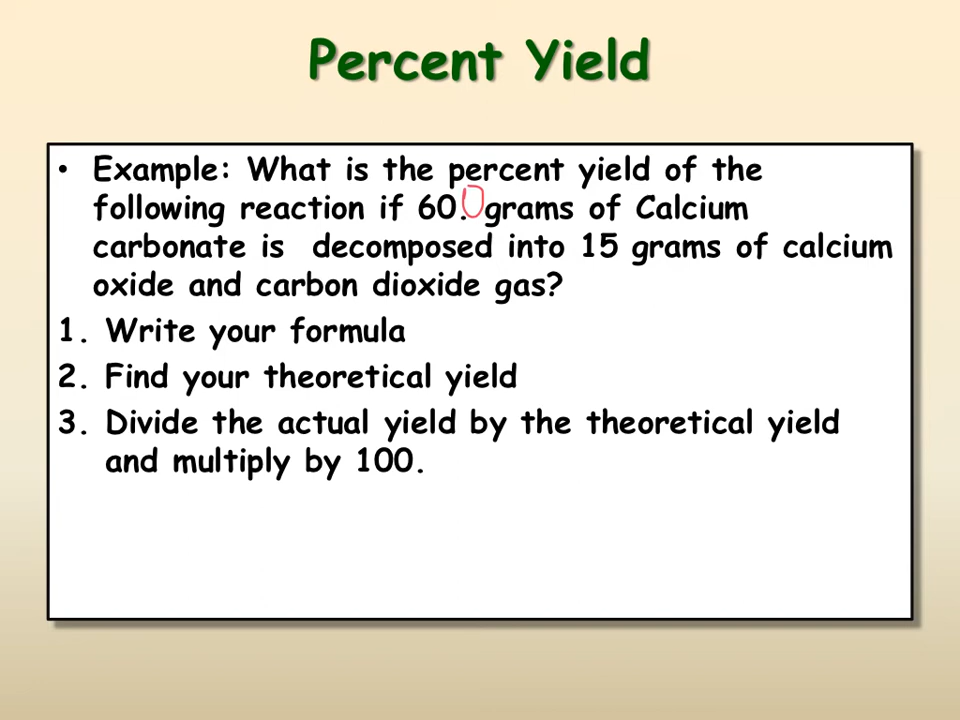 Percent Yield
• Example: What is the percent yield of the
following reaction if 60.0 grams of Calcium
carbonate is decomposed into 15 grams of calcium
oxide and carbon dioxide gas?
1. Write your formula
2. Find your theoretical yield
3. Divide the actual yield by the theoretical yield
and multiply by 100.